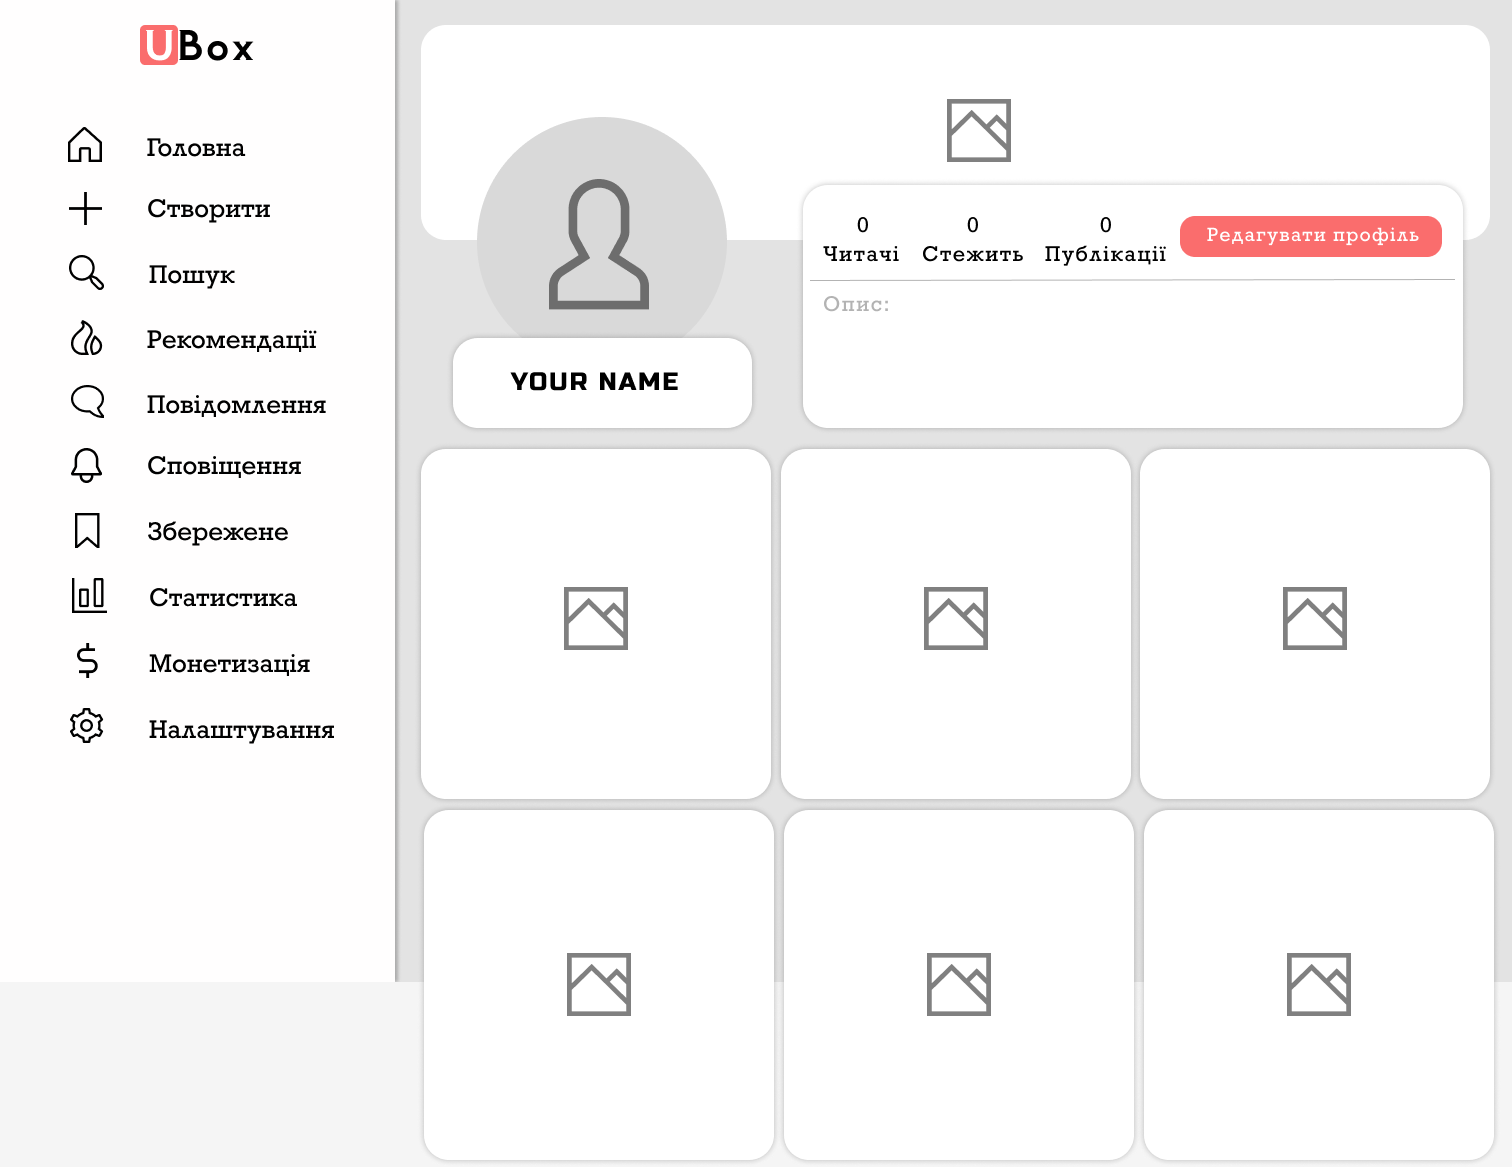 UBox
Головна
Створити
Пошук
Рекомендації
Повідомлення
Сповіщення
Збережене
Статистика
Монетизація
Налаштування
YOUR NAME
0 0 0
Читачі Стежить Публікації
Редагувати профіль
Опис: